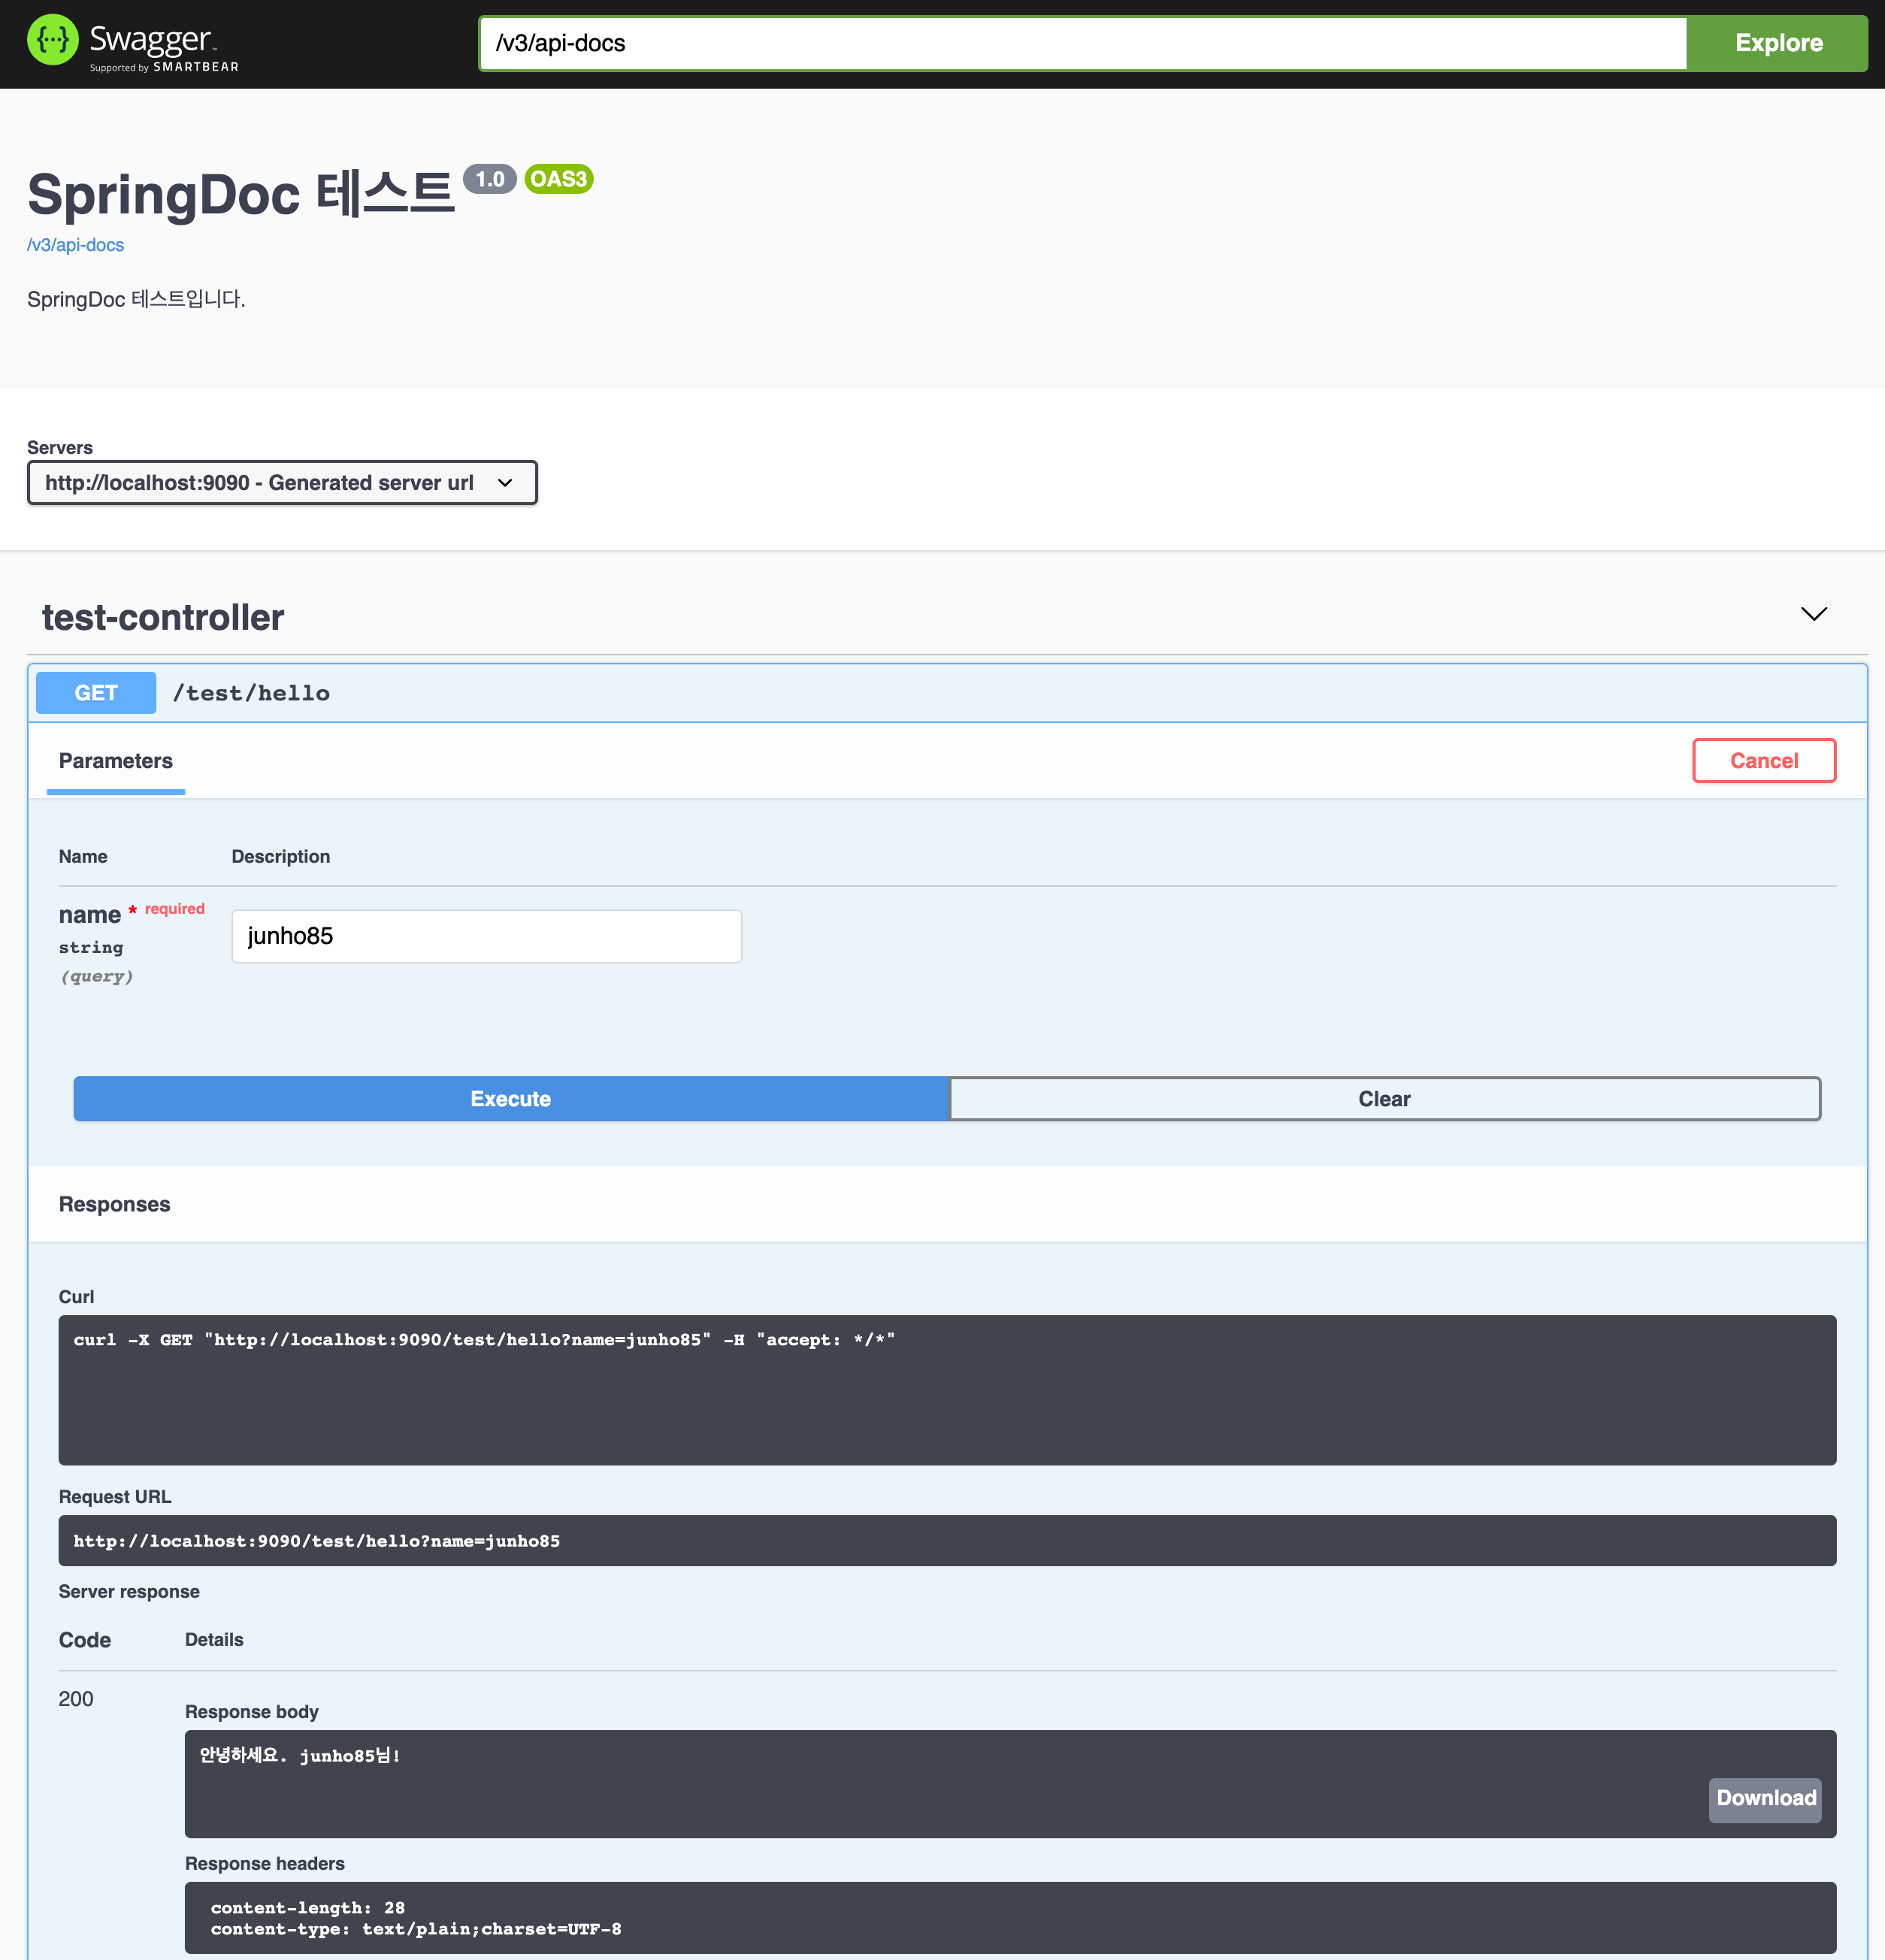 Swagger™
Supported by SMARTBEAR
/v3/api-docs
Explore
SpringDoc 테스트 1.0 OAS3
/v3/api-docs
SpringDoc 테스트입니다.
Servers
http://localhost:9090 - Generated server url
test-controller
GET /test/hello
Parameters
Cancel
Name Description
name * required
string
(query)
junho85
Execute
Clear
Responses
Curl
curl -X GET "http://localhost:9090/test/hello?name=junho85" -H "accept: */*"
Request URL
http://localhost:9090/test/hello?name=junho85
Server response
Code Details
200
Response body
안녕하세요. junho85님!
Download
Response headers
content-length: 28
content-type: text/plain;charset=UTF-8